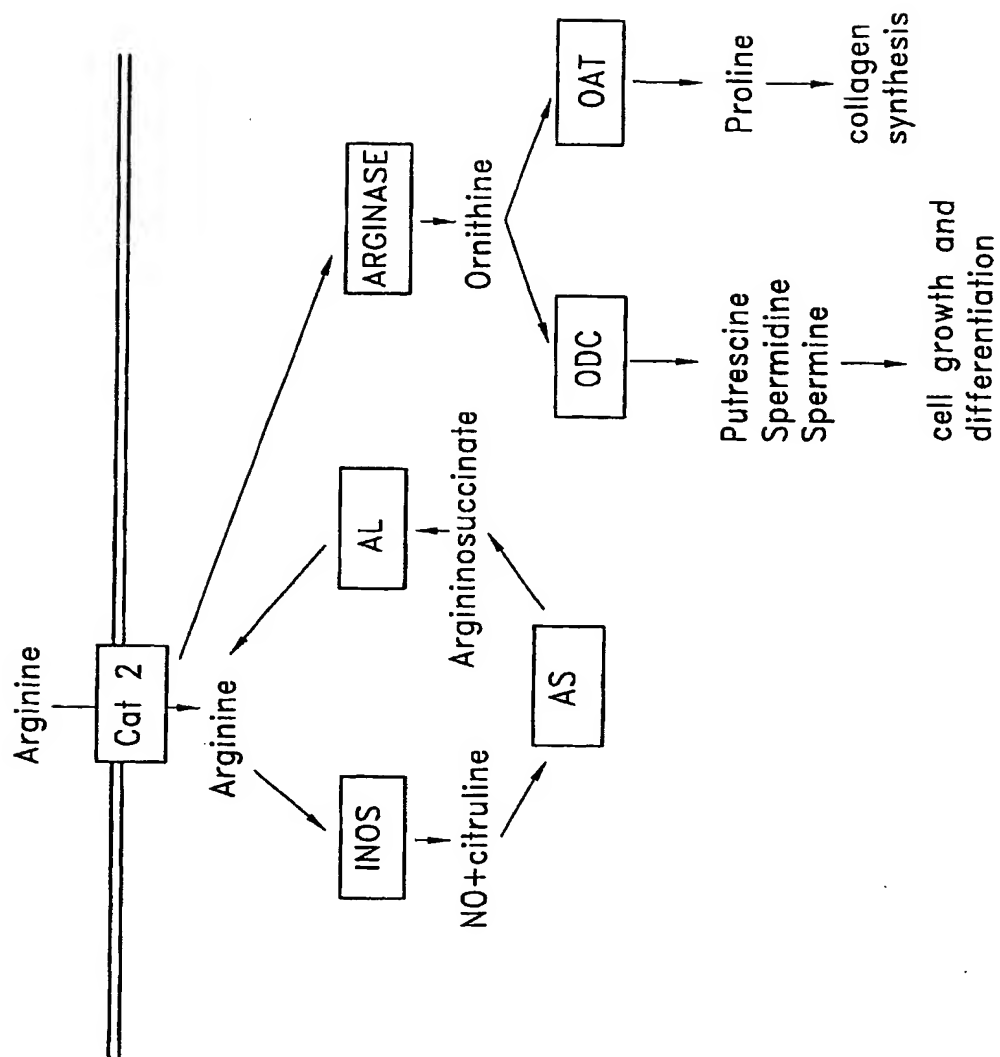 Arginine
Cat 2
Arginine
INOS
AL
ARGINASE
NO+citruline
Argininosuccinate
Ornithine
AS
ODC
OAT
Putrescine
Spermidine
Spermine
Proline
cell growth and
differentiation
collagen
synthesis